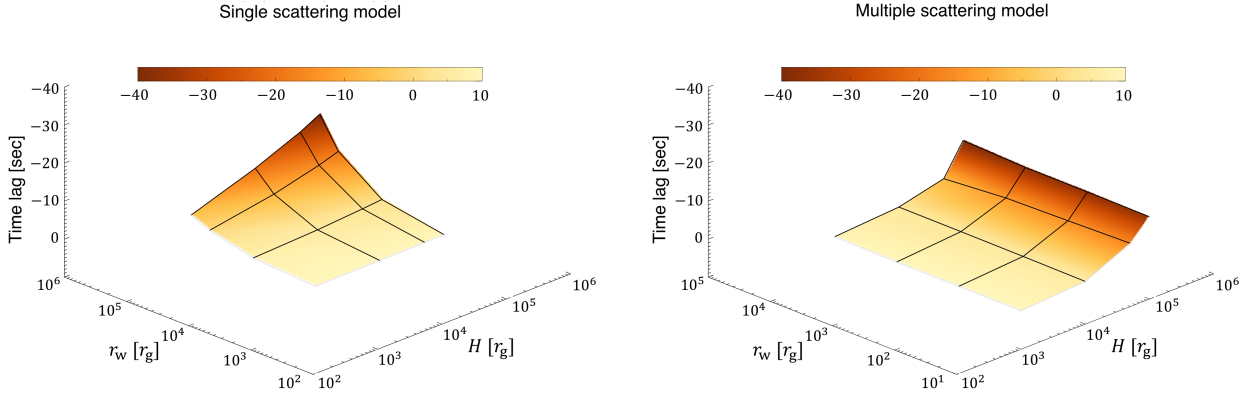 Single scattering model
−40 −30 −20 −10 0 10
−40
−30
−20
−10
0
Time lag [sec]
10⁶ 10⁵ 10⁴ 10³ 10²
r_w [r_g]
10² 10³ 10⁴ 10⁵ 10⁶
H [r_g]
Multiple scattering model
−40 −30 −20 −10 0 10
−40
−30
−20
−10
0
Time lag [sec]
10⁵ 10⁴ 10³ 10² 10¹
r_w [r_g]
10² 10³ 10⁴ 10⁵ 10⁶
H [r_g]